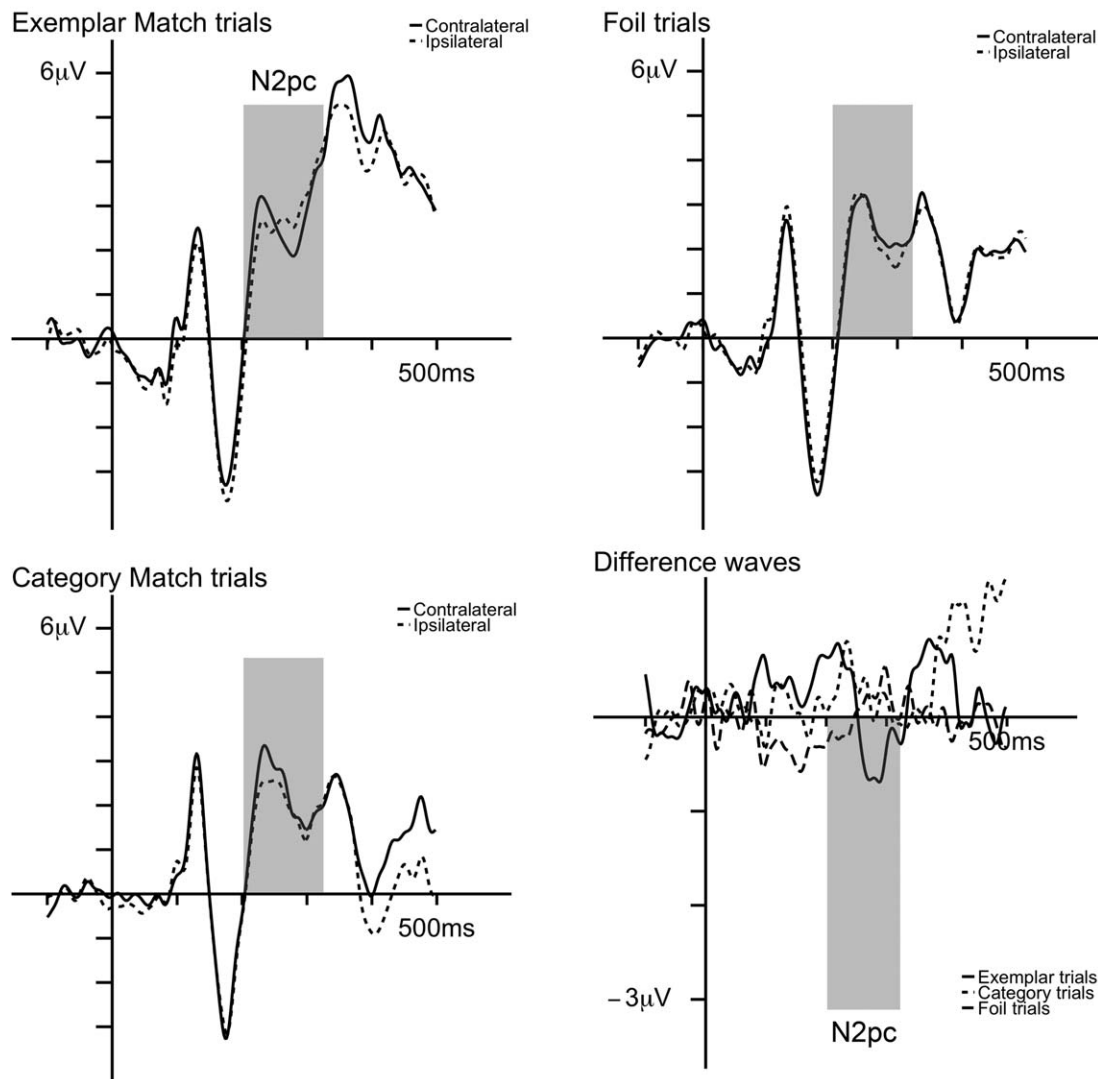 Exemplar Match trials
Contralateral
Ipsilateral
6μV
N2pc
500ms
Foil trials
Contralateral
Ipsilateral
6μV
500ms
Category Match trials
Contralateral
Ipsilateral
6μV
500ms
Difference waves
500ms
−3μV
N2pc
Exemplar trials
Category trials
Foil trials